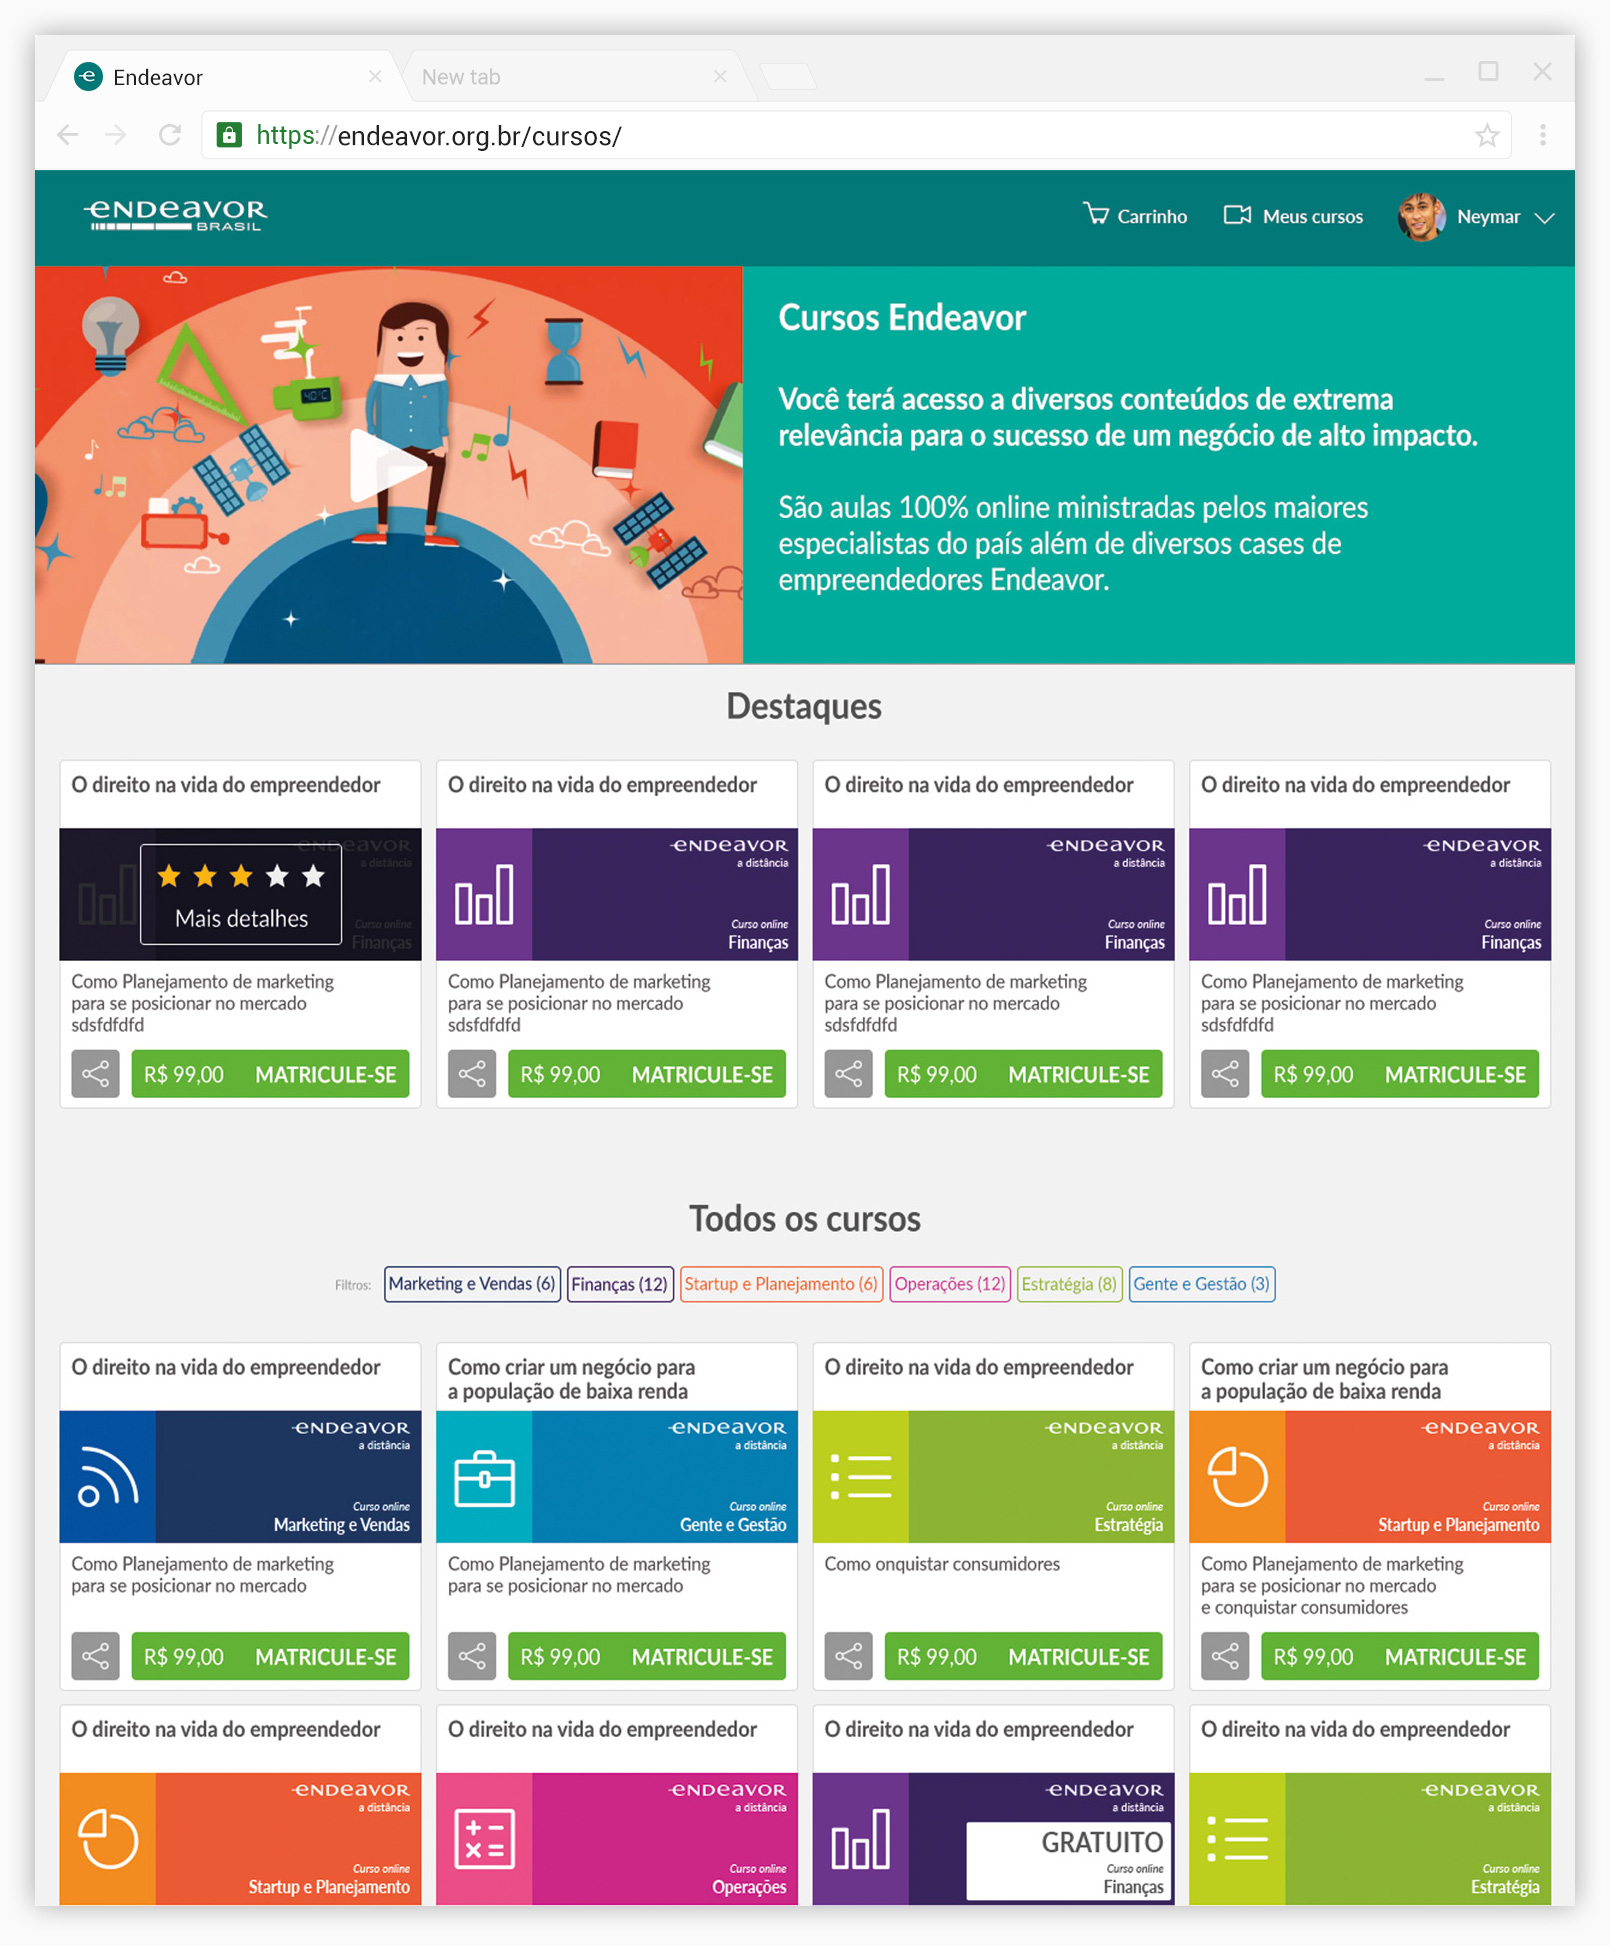 Endeavor
New tab
https://endeavor.org.br/cursos/
eNDeavOR
BRASIL
Carrinho
Meus cursos
Neymar
40°C
Cursos Endeavor
Você terá acesso a diversos conteúdos de extrema
relevância para o sucesso de um negócio de alto impacto.
São aulas 100% online ministradas pelos maiores
especialistas do país além de diversos cases de
empreendedores Endeavor.
Destaques
O direito na vida do empreendedor
eNDeavOR
a distância
Mais detalhes
Curso online
Finanças
Como Planejamento de marketing
para se posicionar no mercado
sdsfdfdfd
R$ 99,00 MATRICULE-SE
O direito na vida do empreendedor
eNDeavOR
a distância
Curso online
Finanças
Como Planejamento de marketing
para se posicionar no mercado
sdsfdfdfd
R$ 99,00 MATRICULE-SE
O direito na vida do empreendedor
eNDeavOR
a distância
Curso online
Finanças
Como Planejamento de marketing
para se posicionar no mercado
sdsfdfdfd
R$ 99,00 MATRICULE-SE
O direito na vida do empreendedor
eNDeavOR
a distância
Curso online
Finanças
Como Planejamento de marketing
para se posicionar no mercado
sdsfdfdfd
R$ 99,00 MATRICULE-SE
Todos os cursos
Filtros: Marketing e Vendas (6) Finanças (12) Startup e Planejamento (6) Operações (12) Estratégia (8) Gente e Gestão (3)
O direito na vida do empreendedor
eNDeavOR
a distância
Curso online
Marketing e Vendas
Como Planejamento de marketing
para se posicionar no mercado
R$ 99,00 MATRICULE-SE
Como criar um negócio para
a população de baixa renda
eNDeavOR
a distância
Curso online
Gente e Gestão
Como Planejamento de marketing
para se posicionar no mercado
R$ 99,00 MATRICULE-SE
O direito na vida do empreendedor
eNDeavOR
a distância
Curso online
Estratégia
Como onquistar consumidores
R$ 99,00 MATRICULE-SE
Como criar um negócio para
a população de baixa renda
eNDeavOR
a distância
Curso online
Startup e Planejamento
Como Planejamento de marketing
para se posicionar no mercado
e conquistar consumidores
R$ 99,00 MATRICULE-SE
O direito na vida do empreendedor
eNDeavOR
a distância
Curso online
Startup e Planejamento
O direito na vida do empreendedor
eNDeavOR
a distância
Curso online
Operações
O direito na vida do empreendedor
eNDeavOR
a distância
GRATUITO
Curso online
Finanças
O direito na vida do empreendedor
eNDeavOR
a distância
Curso online
Estratégia